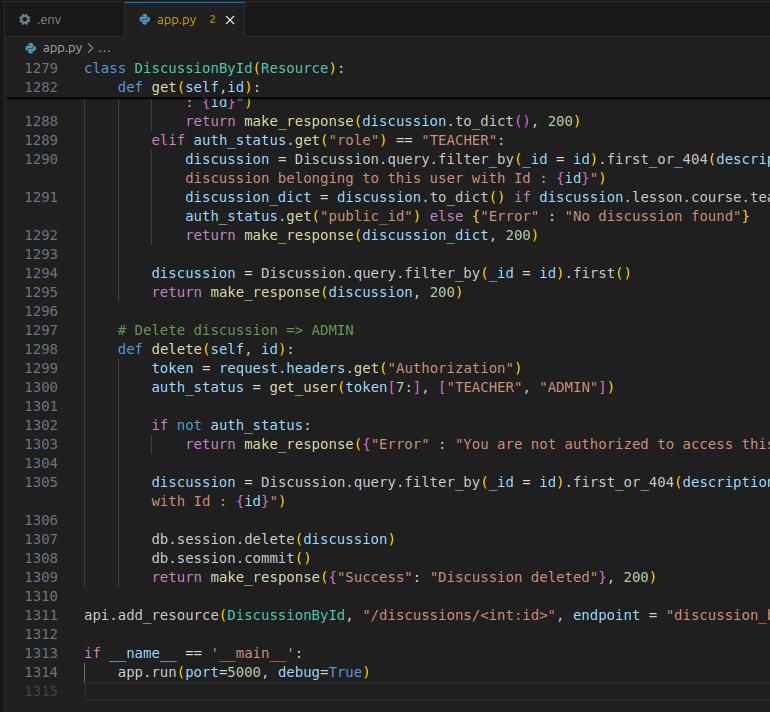 .env
app.py 2 ×
app.py > ...
1279 class DiscussionById(Resource):
1282     def get(self,id):
            : {id}")
1288             return make_response(discussion.to_dict(), 200)
1289         elif auth_status.get("role") == "TEACHER":
1290             discussion = Discussion.query.filter_by(_id = id).first_or_404(descrip
            discussion belonging to this user with Id : {id}")
1291             discussion_dict = discussion.to_dict() if discussion.lesson.course.tea
            auth_status.get("public_id") else {"Error" : "No discussion found"}
1292             return make_response(discussion_dict, 200)
1293
1294         discussion = Discussion.query.filter_by(_id = id).first()
1295         return make_response(discussion, 200)
1296
1297     # Delete discussion => ADMIN
1298     def delete(self, id):
1299         token = request.headers.get("Authorization")
1300         auth_status = get_user(token[7:], ["TEACHER", "ADMIN"])
1301
1302         if not auth_status:
1303             return make_response({"Error" : "You are not authorized to access this
1304
1305         discussion = Discussion.query.filter_by(_id = id).first_or_404(description
        with Id : {id}")
1306
1307         db.session.delete(discussion)
1308         db.session.commit()
1309         return make_response({"Success": "Discussion deleted"}, 200)
1310
1311 api.add_resource(DiscussionById, "/discussions/<int:id>", endpoint = "discussion_b
1312
1313 if __name__ == '__main__':
1314     app.run(port=5000, debug=True)
1315